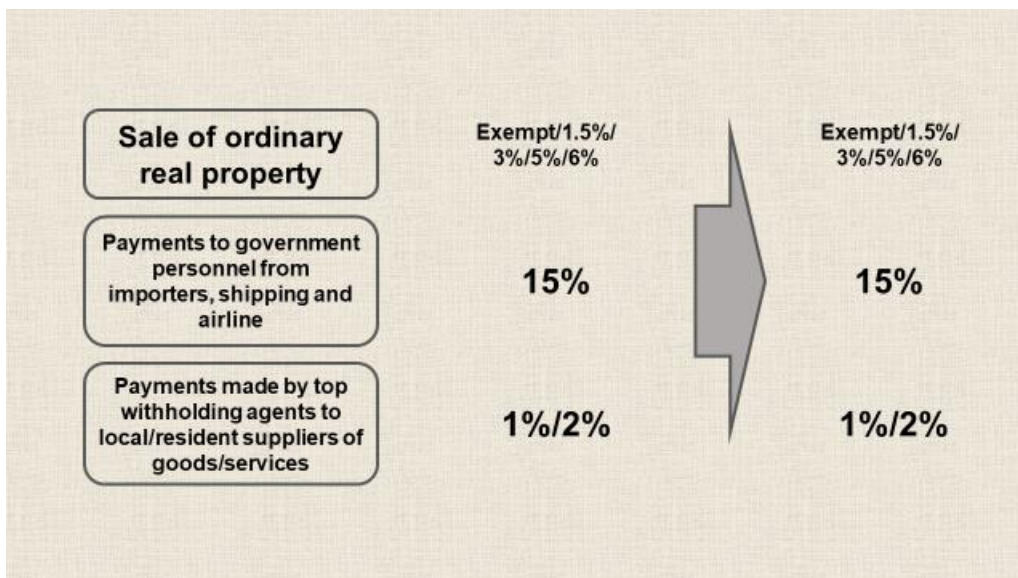 Sale of ordinary
real property
Exempt/1.5%/
3%/5%/6%
Exempt/1.5%/
3%/5%/6%
Payments to government
personnel from
importers, shipping and
airline
15%
15%
Payments made by top
withholding agents to
local/resident suppliers of
goods/services
1%/2%
1%/2%